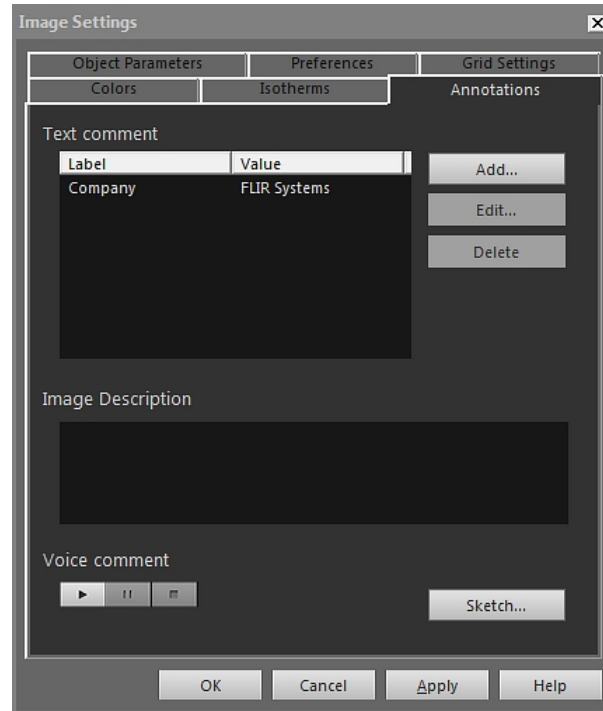 Image Settings
Object Parameters Preferences Grid Settings
Colors Isotherms Annotations
Text comment
Label Value
Company FLIR Systems
Add...
Edit...
Delete
Image Description
Voice comment
Sketch...
OK Cancel Apply Help